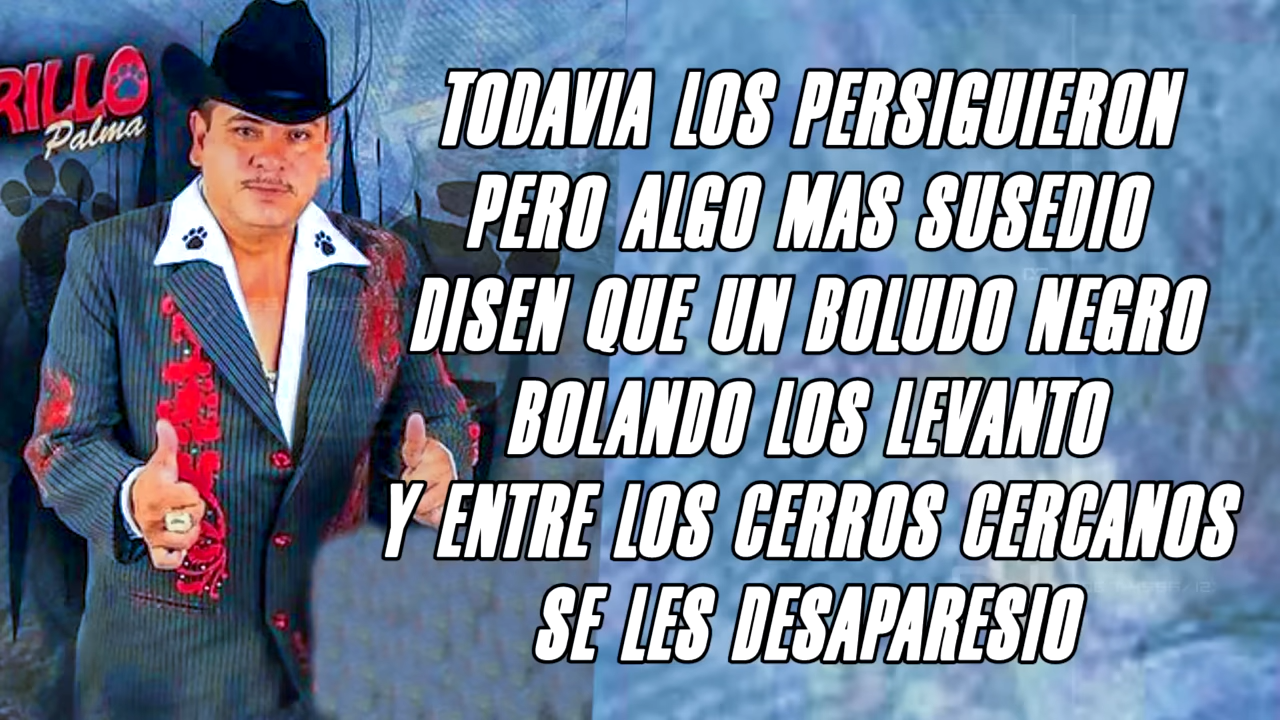 RILLO
Palma
TODAVIA LOS PERSIGUIERON
PERO ALGO MAS SUSEDIO
DISEN QUE UN BOLUDO NEGRO
BOLANDO LOS LEVANTO
Y ENTRE LOS CERROS CERCANOS
SE LES DESAPARESIO